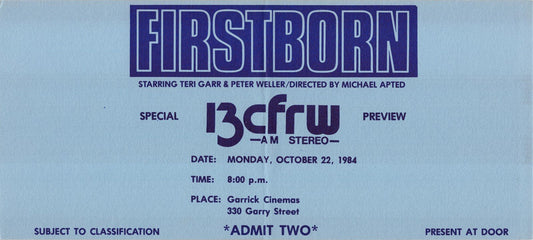 FIRSTBORN
STARRING TERI GARR & PETER WELLER/DIRECTED BY MICHAEL APTED
SPECIAL 13cfrw PREVIEW
—AM STEREO—
DATE: MONDAY, OCTOBER 22, 1984
TIME: 8:00 p.m.
PLACE: Garrick Cinemas
330 Garry Street
SUBJECT TO CLASSIFICATION *ADMIT TWO* PRESENT AT DOOR